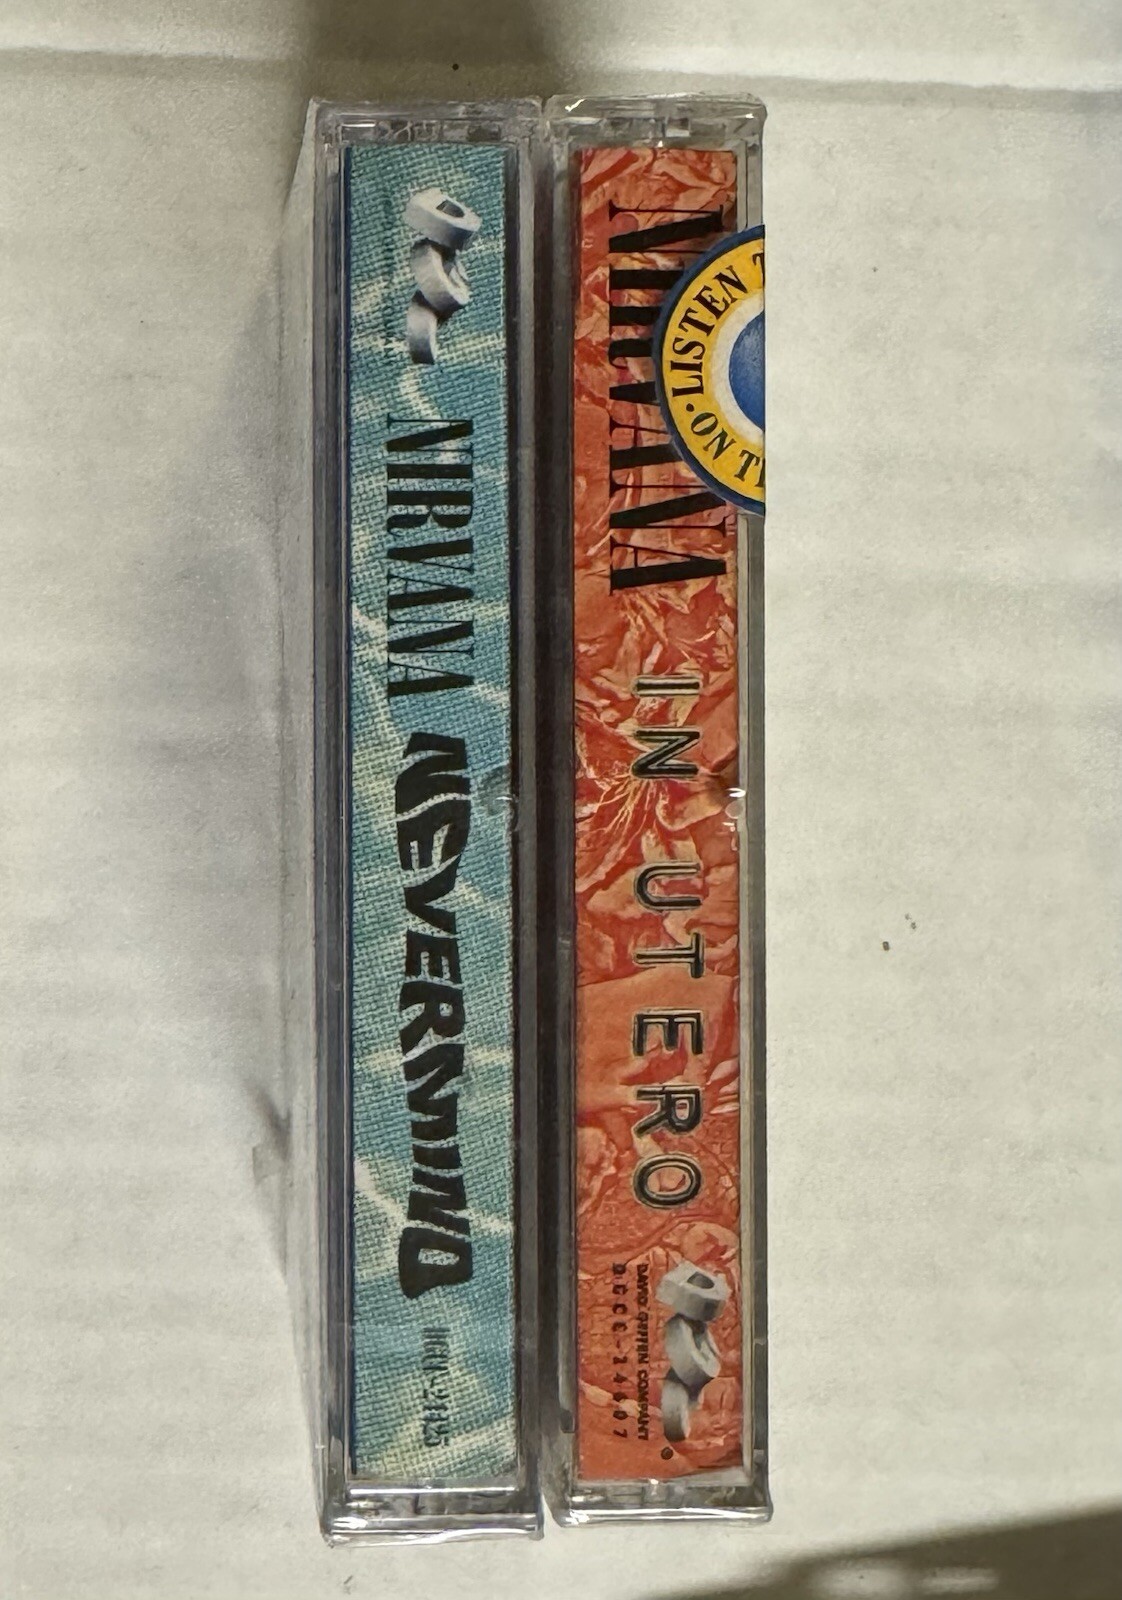 NIRVANA NEVERMIND
NIRVANA IN UTERO
LISTEN
• ON
DAVID GEFFEN COMPANY
DGCC-24607